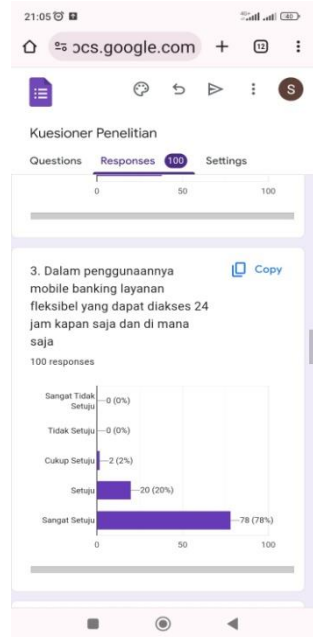 21:05
40
ocs.google.com
12
S
Kuesioner Penelitian
Questions Responses 100 Settings
0 50 100
3. Dalam penggunaannya
mobile banking layanan
fleksibel yang dapat diakses 24
jam kapan saja dan di mana
saja
Copy
100 responses
Sangat Tidak
Setuju
0 (0%)
Tidak Setuju
0 (0%)
Cukup Setuju
2 (2%)
Setuju
20 (20%)
Sangat Setuju
78 (78%)
0 50 100